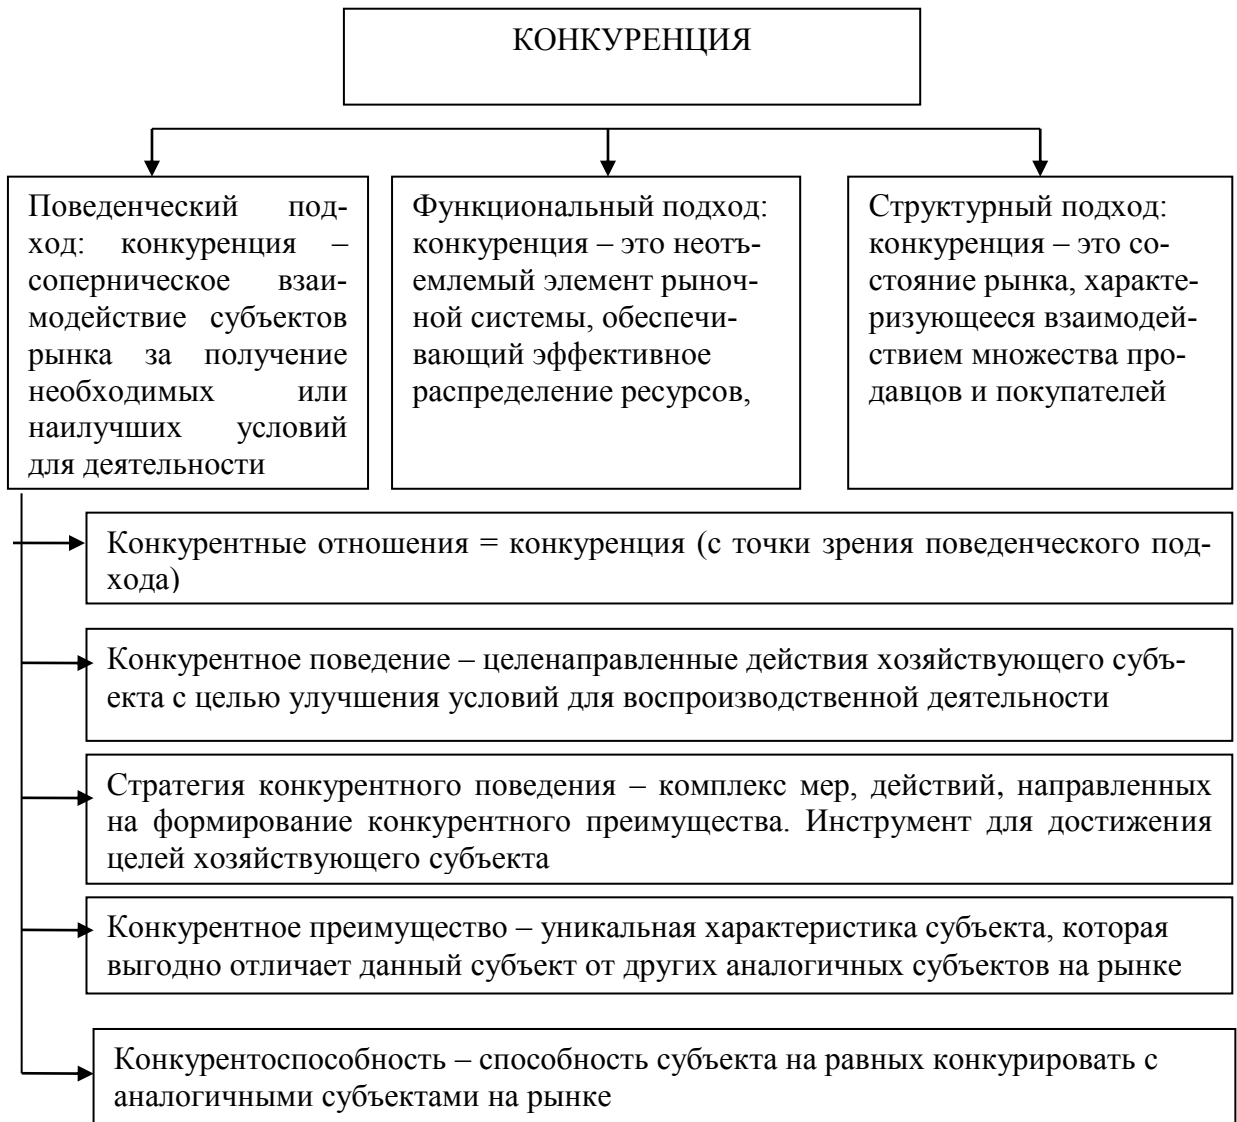 КОНКУРЕНЦИЯ
Поведенческий под-
ход: конкуренция –
соперническое взаи-
модействие субъектов
рынка за получение
необходимых или
наилучших условий
для деятельности
Функциональный подход:
конкуренция – это неотъ-
емлемый элемент рыноч-
ной системы, обеспечи-
вающий эффективное
распределение ресурсов,
Структурный подход:
конкуренция – это со-
стояние рынка, характе-
ризующееся взаимодей-
ствием множества про-
давцов и покупателей
Конкурентные отношения = конкуренция (с точки зрения поведенческого под-
хода)
Конкурентное поведение – целенаправленные действия хозяйствующего субъ-
екта с целью улучшения условий для воспроизводственной деятельности
Стратегия конкурентного поведения – комплекс мер, действий, направленных
на формирование конкурентного преимущества. Инструмент для достижения
целей хозяйствующего субъекта
Конкурентное преимущество – уникальная характеристика субъекта, которая
выгодно отличает данный субъект от других аналогичных субъектов на рынке
Конкурентоспособность – способность субъекта на равных конкурировать с
аналогичными субъектами на рынке